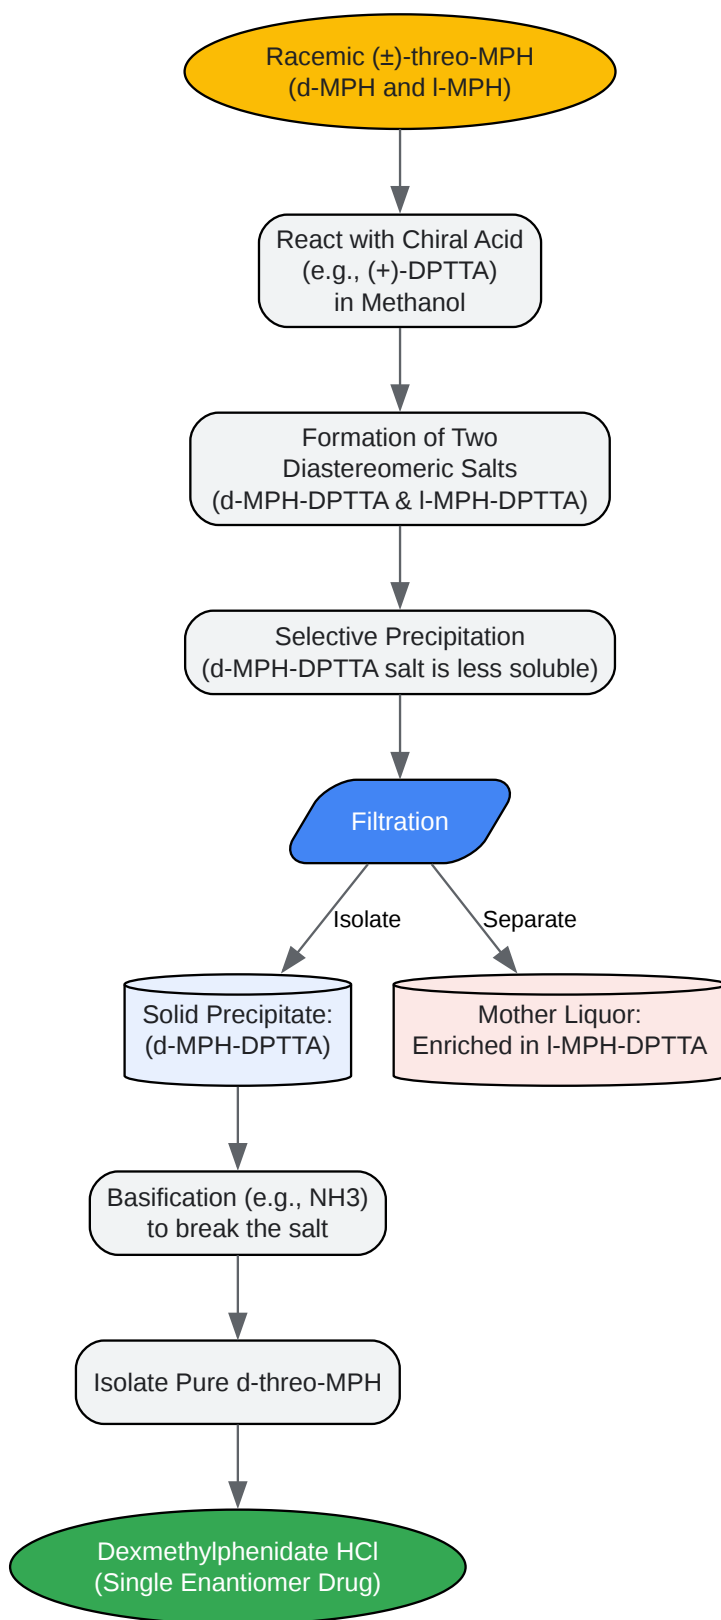 Racemic (±)-threo-MPH
(d-MPH and l-MPH)
React with Chiral Acid
(e.g., (+)-DPTTA)
in Methanol
Formation of Two
Diastereomeric Salts
(d-MPH-DPTTA & l-MPH-DPTTA)
Selective Precipitation
(d-MPH-DPTTA salt is less soluble)
Filtration
Isolate
Separate
Solid Precipitate:
(d-MPH-DPTTA)
Mother Liquor:
Enriched in l-MPH-DPTTA
Basification (e.g., NH3)
to break the salt
Isolate Pure d-threo-MPH
Dexmethylphenidate HCl
(Single Enantiomer Drug)